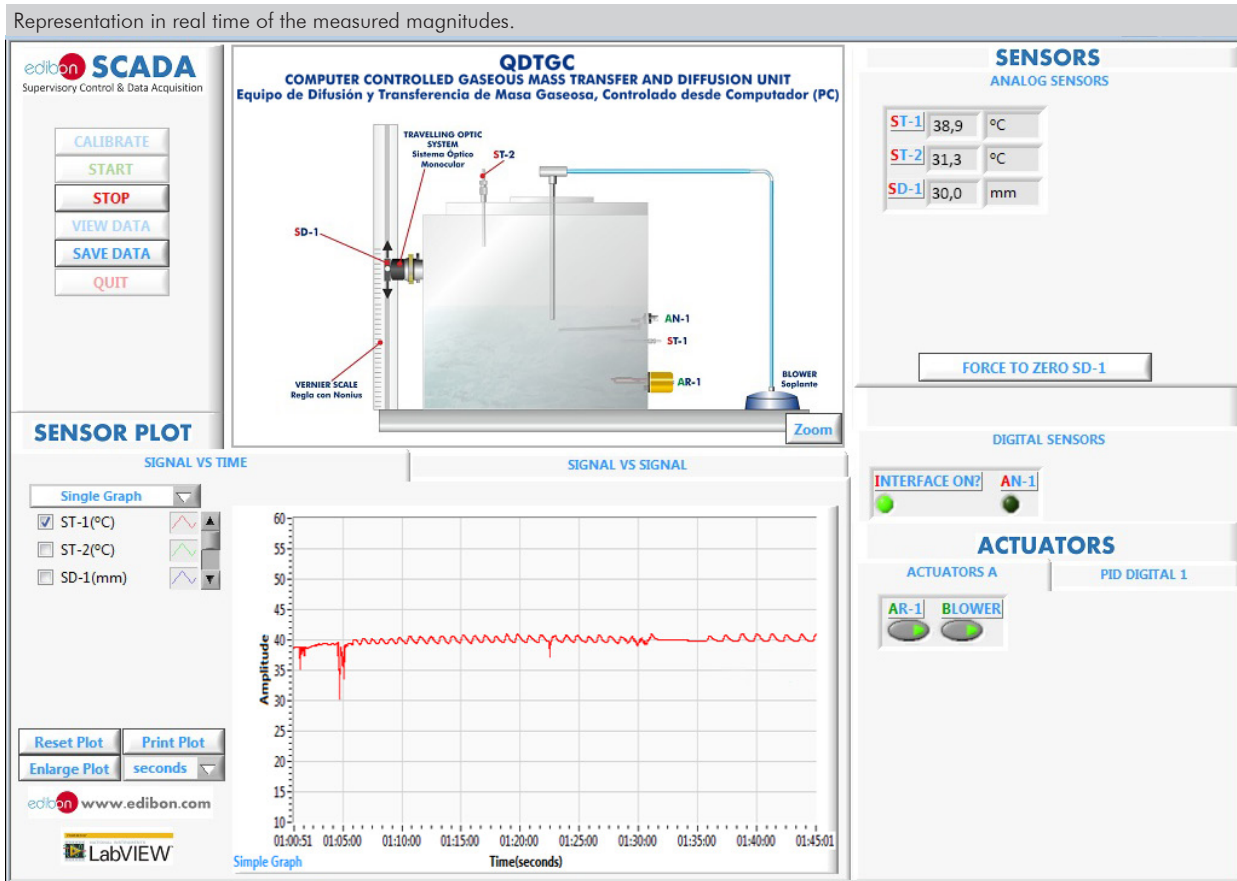 Representation in real time of the measured magnitudes.
edibon SCADA
Supervisory Control & Data Acquisition
CALIBRATE
START
STOP
VIEW DATA
SAVE DATA
QUIT
QDTGC
COMPUTER CONTROLLED GASEOUS MASS TRANSFER AND DIFFUSION UNIT
Equipo de Difusión y Transferencia de Masa Gaseosa, Controlado desde Computador (PC)
TRAVELLING OPTIC
SYSTEM
Sistema Óptico
Monocular
ST-2
SD-1
AN-1
ST-1
AR-1
VERNIER SCALE
Regla con Nonius
BLOWER
Soplante
Zoom
SENSORS
ANALOG SENSORS
ST-1 38,9 ºC
ST-2 31,3 ºC
SD-1 30,0 mm
FORCE TO ZERO SD-1
DIGITAL SENSORS
INTERFACE ON? AN-1
ACTUATORS
ACTUATORS A PID DIGITAL 1
AR-1 BLOWER
SENSOR PLOT
SIGNAL VS TIME SIGNAL VS SIGNAL
Single Graph
ST-1(ºC)
ST-2(ºC)
SD-1(mm)
Reset Plot Print Plot
Enlarge Plot seconds
edibon www.edibon.com
LabVIEW
Amplitude
60
55
50
45
40
35
30
25
20
15
10
01:00:51 01:05:00 01:10:00 01:15:00 01:20:00 01:25:00 01:30:00 01:35:00 01:40:00 01:45:01
Simple Graph Time(seconds)